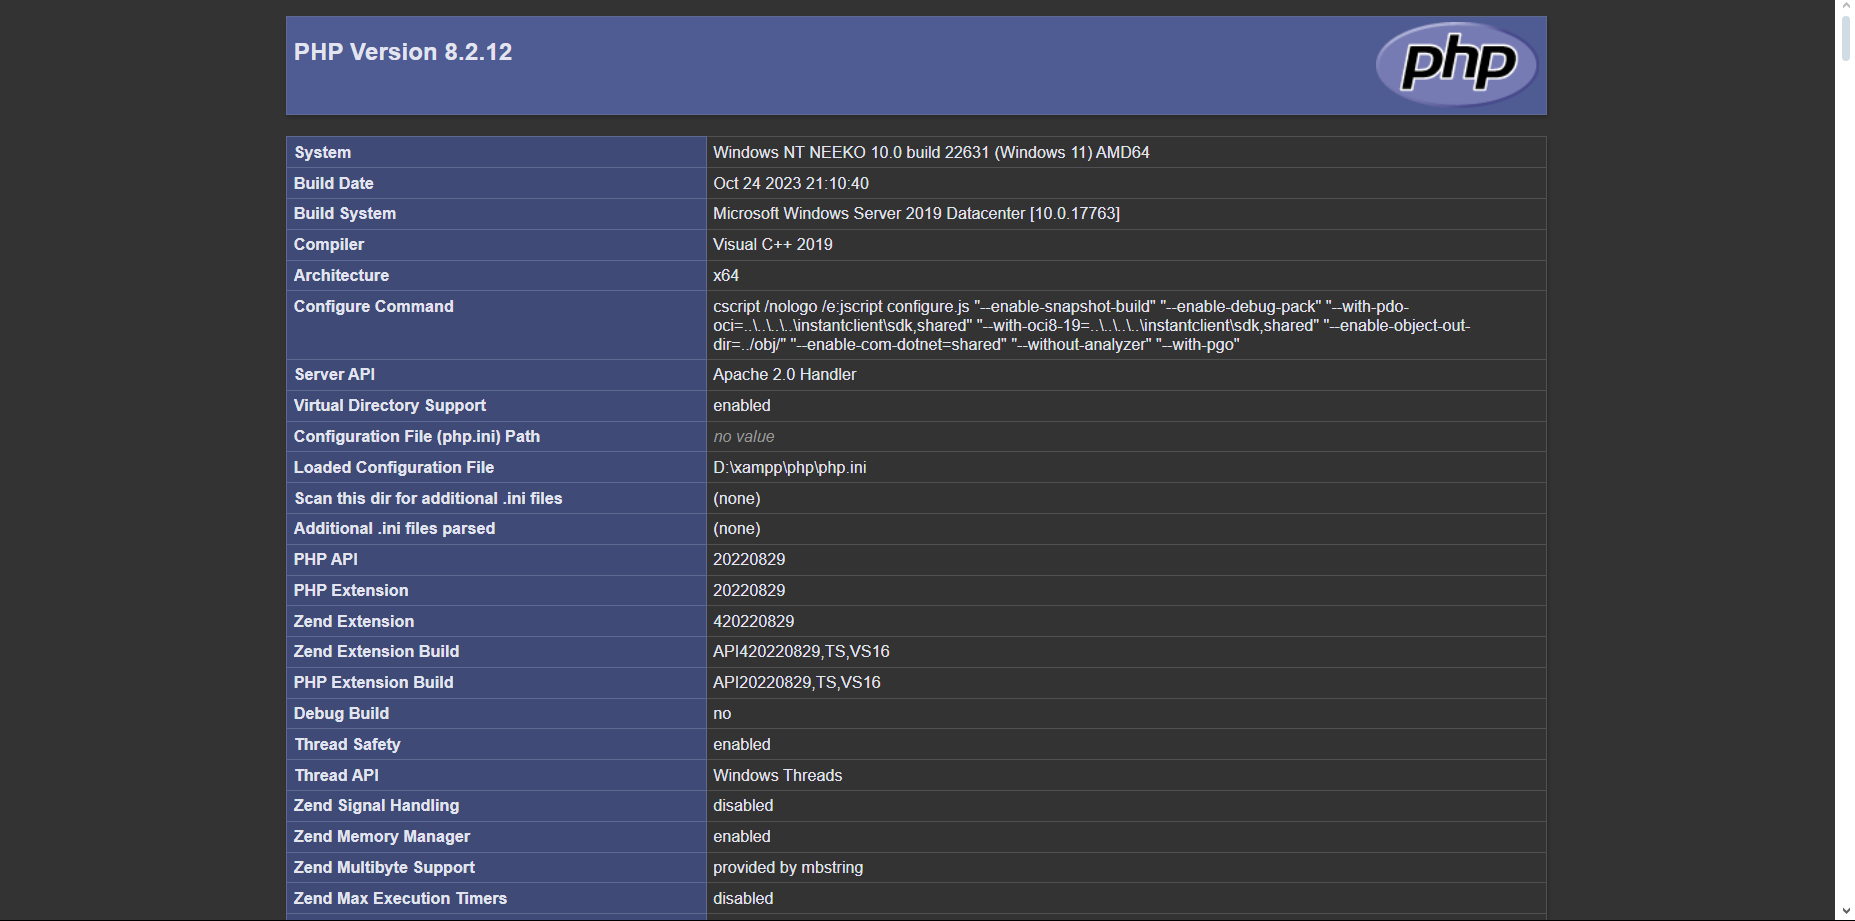 PHP Version 8.2.12
php
System Windows NT NEEKO 10.0 build 22631 (Windows 11) AMD64
Build Date Oct 24 2023 21:10:40
Build System Microsoft Windows Server 2019 Datacenter [10.0.17763]
Compiler Visual C++ 2019
Architecture x64
Configure Command cscript /nologo /e:jscript configure.js "--enable-snapshot-build" "--enable-debug-pack" "--with-pdo-
oci=..\..\..\..\instantclient\sdk,shared" "--with-oci8-19=..\..\..\..\instantclient\sdk,shared" "--enable-object-out-
dir=../obj/" "--enable-com-dotnet=shared" "--without-analyzer" "--with-pgo"
Server API Apache 2.0 Handler
Virtual Directory Support enabled
Configuration File (php.ini) Path no value
Loaded Configuration File D:\xampp\php\php.ini
Scan this dir for additional .ini files (none)
Additional .ini files parsed (none)
PHP API 20220829
PHP Extension 20220829
Zend Extension 420220829
Zend Extension Build API420220829,TS,VS16
PHP Extension Build API20220829,TS,VS16
Debug Build no
Thread Safety enabled
Thread API Windows Threads
Zend Signal Handling disabled
Zend Memory Manager enabled
Zend Multibyte Support provided by mbstring
Zend Max Execution Timers disabled